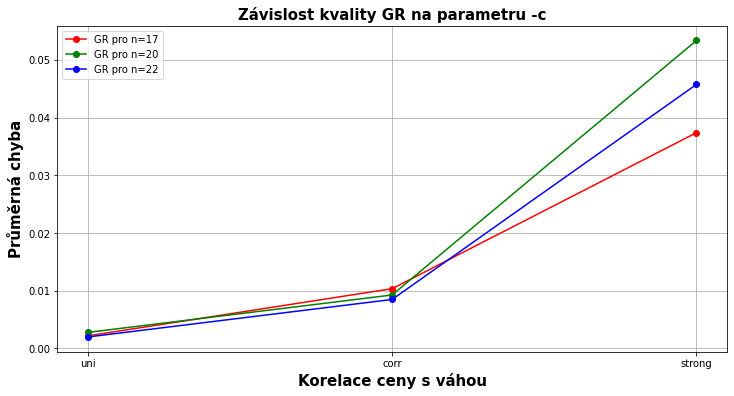 Závislost kvality GR na parametru -c
GR pro n=17
GR pro n=20
GR pro n=22
0.05
0.04
0.03
0.02
0.01
0.00
Průměrná chyba
uni
corr
strong
Korelace ceny s váhou